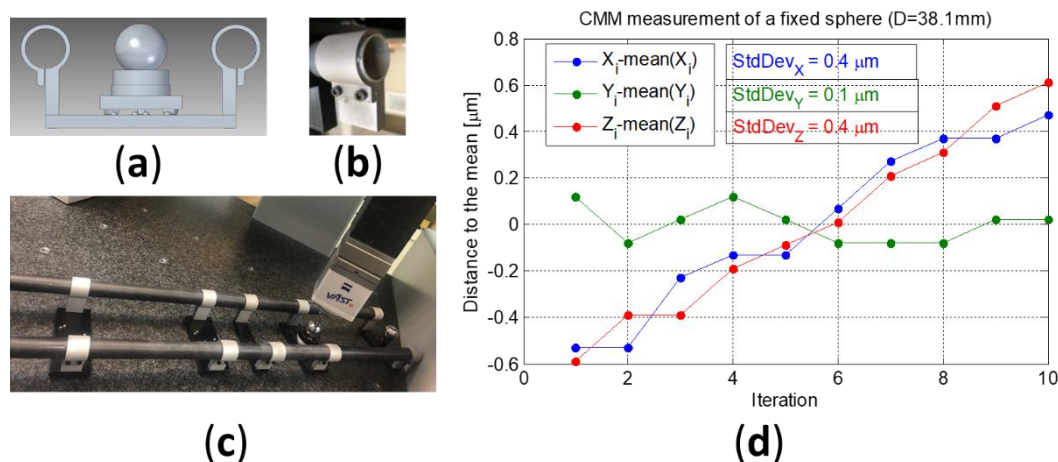 (a)
(b)
VAST
(c)
CMM measurement of a fixed sphere (D=38.1mm)
Distance to the mean [μm]
0.8
0.6
0.4
0.2
0
-0.2
-0.4
-0.6
X_i-mean(X_i)
Y_i-mean(Y_i)
Z_i-mean(Z_i)
StdDev_X = 0.4 μm
StdDev_Y = 0.1 μm
StdDev_Z = 0.4 μm
0 2 4 6 8 10
Iteration
(d)